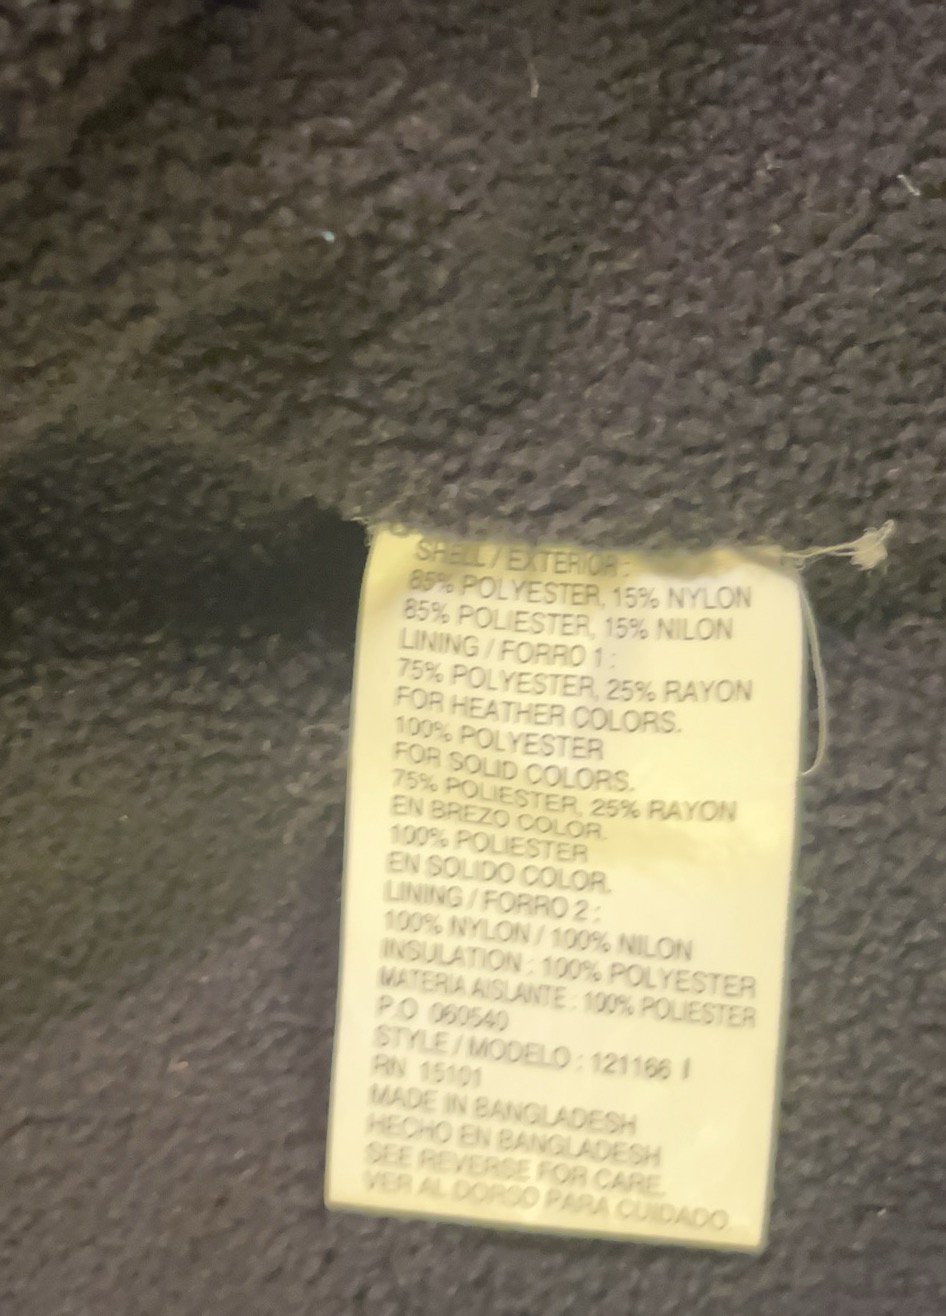 SHELL / EXTERIOR :
85% POLYESTER, 15% NYLON
85% POLIESTER, 15% NILON
LINING / FORRO 1 :
75% POLYESTER, 25% RAYON
FOR HEATHER COLORS.
100% POLYESTER
FOR SOLID COLORS.
75% POLIESTER, 25% RAYON
EN BREZO COLOR.
100% POLIESTER
EN SOLIDO COLOR.
LINING / FORRO 2 :
100% NYLON / 100% NILON
INSULATION : 100% POLYESTER
MATERIA AISLANTE : 100% POLIESTER
P.O 060540
STYLE / MODELO : 121166 I
RN 15101
MADE IN BANGLADESH
HECHO EN BANGLADESH
SEE REVERSE FOR CARE.
VER AL DORSO PARA CUIDADO.